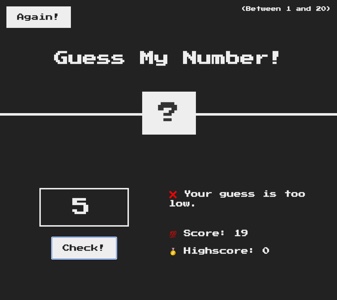 Again!
(Between 1 and 20)
Guess My Number!
?
5
❌ Your guess is too
low.
Check!
💯 Score: 19
🥇 Highscore: 0